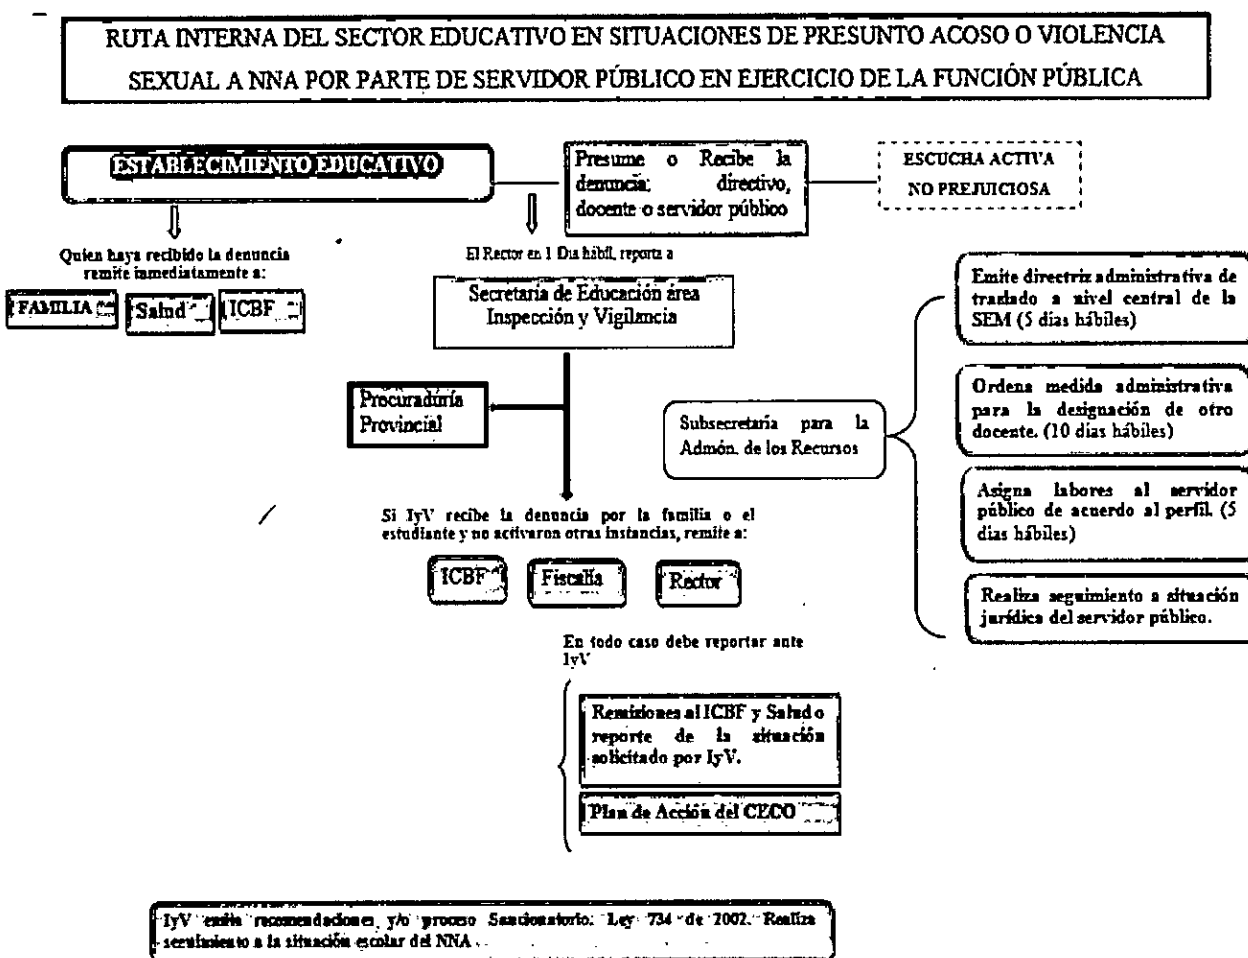 RUTA INTERNA DEL SECTOR EDUCATIVO EN SITUACIONES DE PRESUNTO ACOSO O VIOLENCIA
SEXUAL A NNA POR PARTE DE SERVIDOR PÚBLICO EN EJERCICIO DE LA FUNCIÓN PÚBLICA
ESTABLECIMIENTO EDUCATIVO
Presume o Recibe la
denuncia: directivo,
docente o servidor público
ESCUCHA ACTIVA
NO PREJUICIOSA
Quien haya recibido la denuncia
remite inmediatamente a:
FAMILIA
Salud
ICBF
El Rector en 1 Dia hábil, reporta a
Secretaría de Educación área
Inspección y Vigilancia
Procuraduría
Provincial
Subsecretaría para la
Admón. de los Recursos
Emite directriz administrativa de
traslado a nivel central de la
SEM (5 dias hábiles)
Ordena medida administrativa
para la designación de otro
docente. (10 dias hábiles)
Asigna labores al servidor
público de acuerdo al perfil. (5
dias hábiles)
Realiza seguimiento a situación
jurídica del servidor público.
Si IyV recibe la denuncia por la familia o el
estudiante y no activaron otras instancias, remite a:
ICBF
Fiscalía
Rector
En todo caso debe reportar ante
IyV
Remisiones al ICBF y Salud o
reporte de la situación
solicitado por IyV.
Plan de Acción del CECO
IyV emite recomendaciones y/o proceso Sancionatorio. Ley 734 de 2002. Realiza
seguimiento a la situación escolar del NNA.